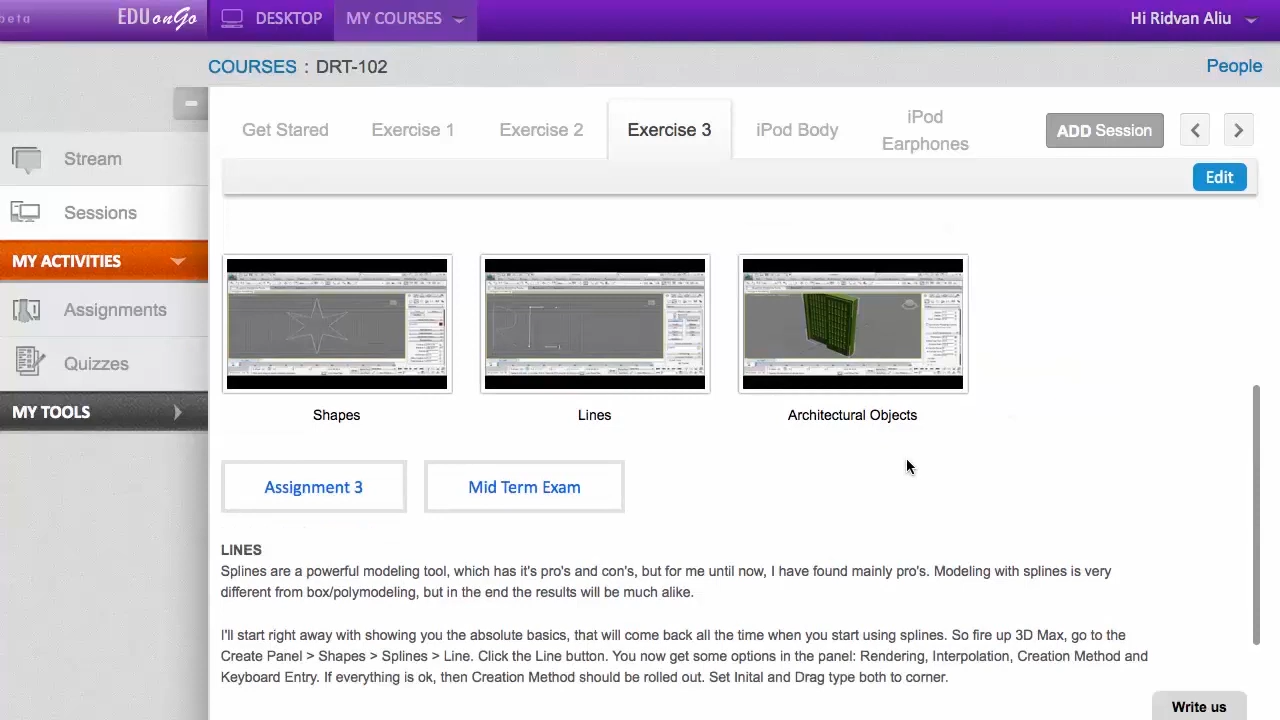 beta
EDUonGo
DESKTOP
MY COURSES
Hi Ridvan Aliu
COURSES : DRT-102
People
Get Stared
Exercise 1
Exercise 2
Exercise 3
iPod Body
iPod
Earphones
ADD Session
Edit
Stream
Sessions
MY ACTIVITIES
Assignments
Quizzes
MY TOOLS
Shapes
Lines
Architectural Objects
Assignment 3
Mid Term Exam
LINES
Splines are a powerful modeling tool, which has it's pro's and con's, but for me until now, I have found mainly pro's. Modeling with splines is very
different from box/polymodeling, but in the end the results will be much alike.
I'll start right away with showing you the absolute basics, that will come back all the time when you start using splines. So fire up 3D Max, go to the
Create Panel > Shapes > Splines > Line. Click the Line button. You now get some options in the panel: Rendering, Interpolation, Creation Method and
Keyboard Entry. If everything is ok, then Creation Method should be rolled out. Set Inital and Drag type both to corner.
Write us